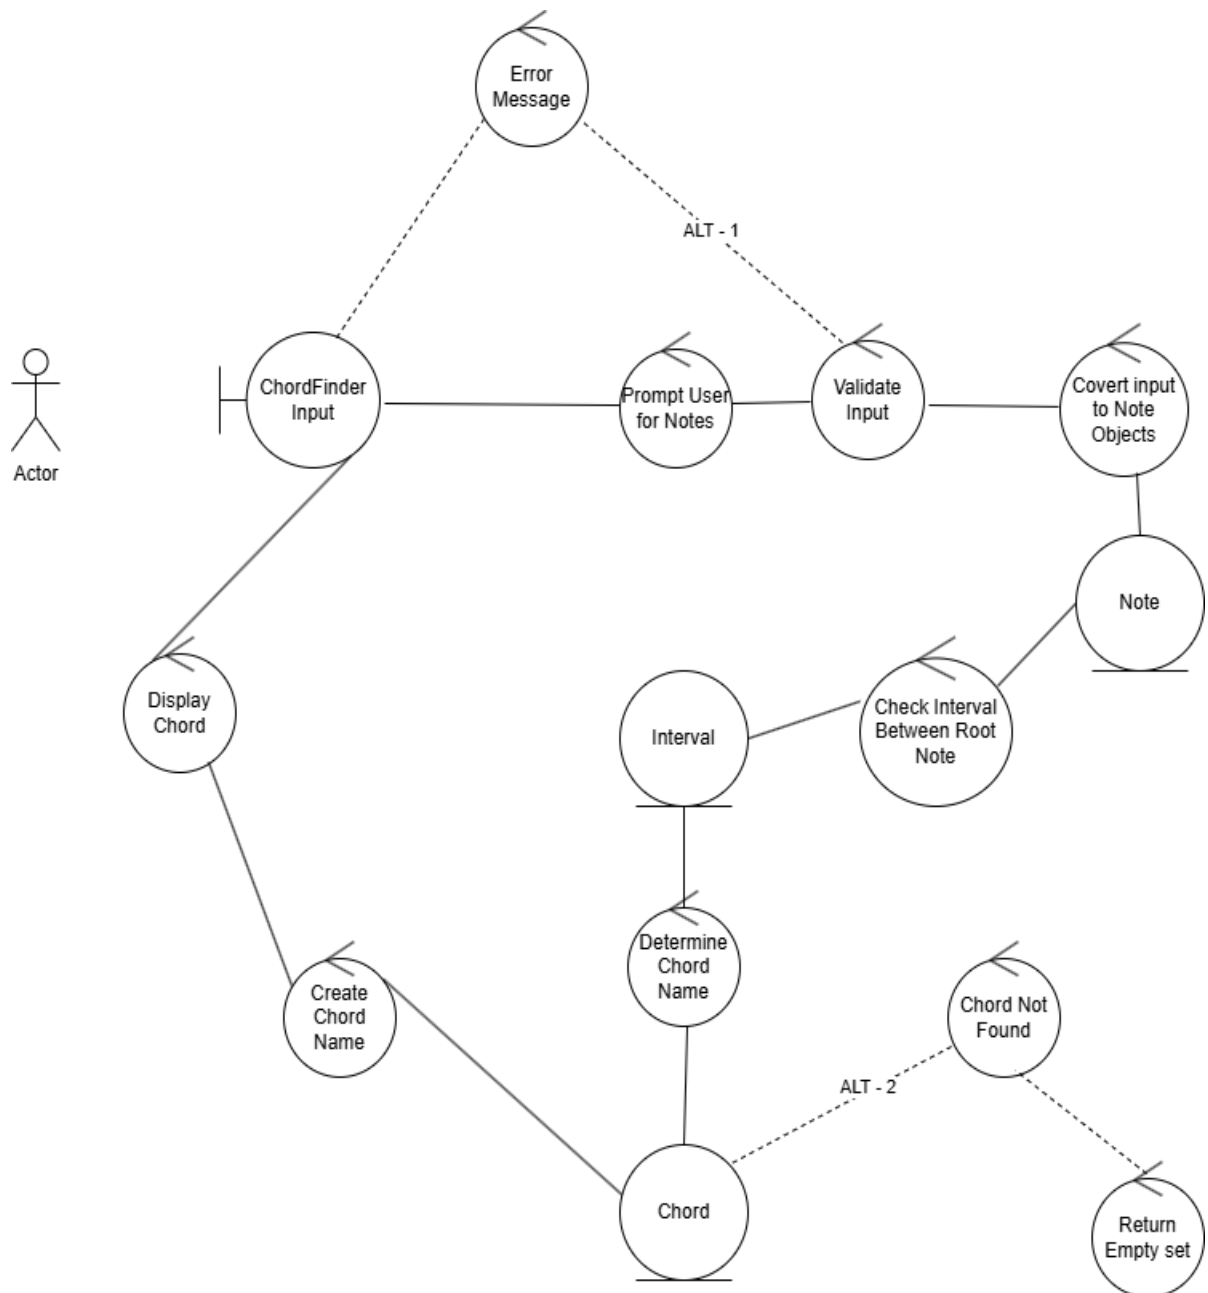 Error
Message
ALT - 1
Actor
ChordFinder
Input
Prompt User
for Notes
Validate
Input
Covert input
to Note
Objects
Note
Check Interval
Between Root
Note
Interval
Display
Chord
Determine
Chord
Name
Create
Chord
Name
Chord Not
Found
ALT - 2
Chord
Return
Empty set